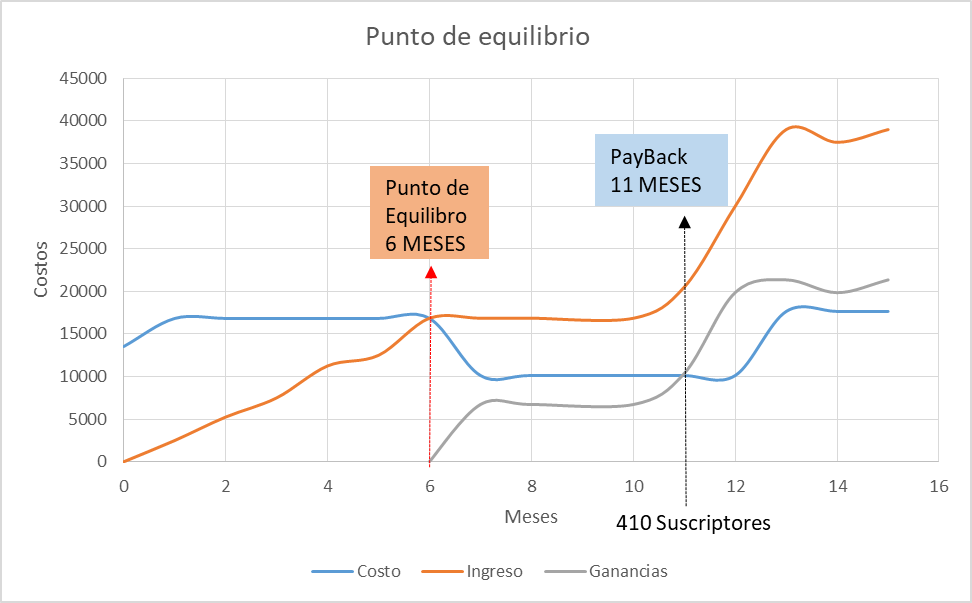 Punto de equilibrio
45000
40000
35000
30000
25000
20000
15000
10000
5000
0
Costos
Punto de
Equilibro
6 MESES
PayBack
11 MESES
0 2 4 6 8 10 12 14 16
Meses
410 Suscriptores
Costo Ingreso Ganancias